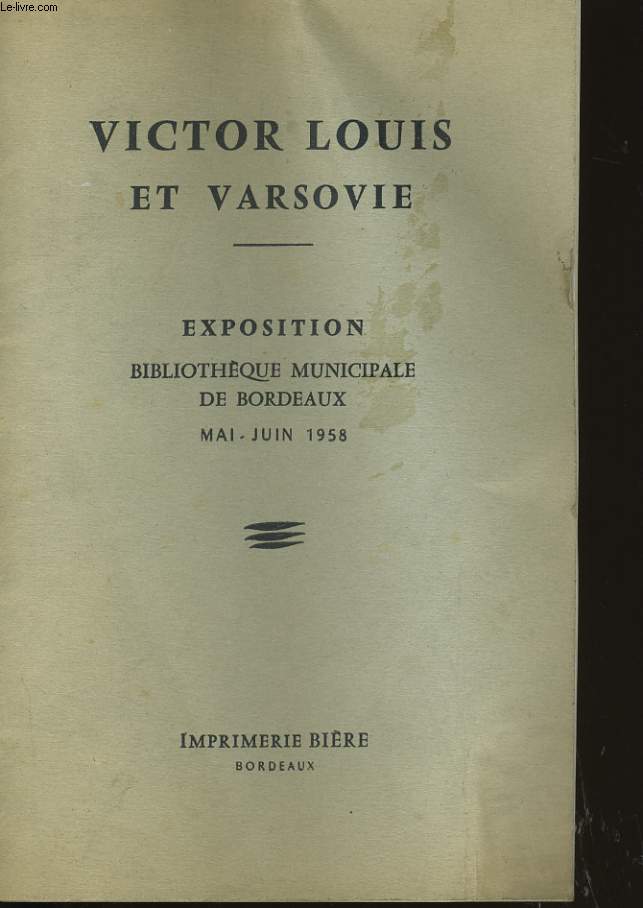 Le-livre.com
VICTOR LOUIS
ET VARSOVIE
EXPOSITION
BIBLIOTHÈQUE MUNICIPALE
DE BORDEAUX
MAI - JUIN 1958
IMPRIMERIE BIÈRE
BORDEAUX